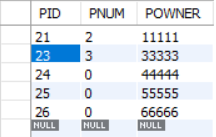 PID PNUM POWNER
21 2 11111
23 3 33333
24 0 44444
25 0 55555
26 0 66666
NULL NULL NULL